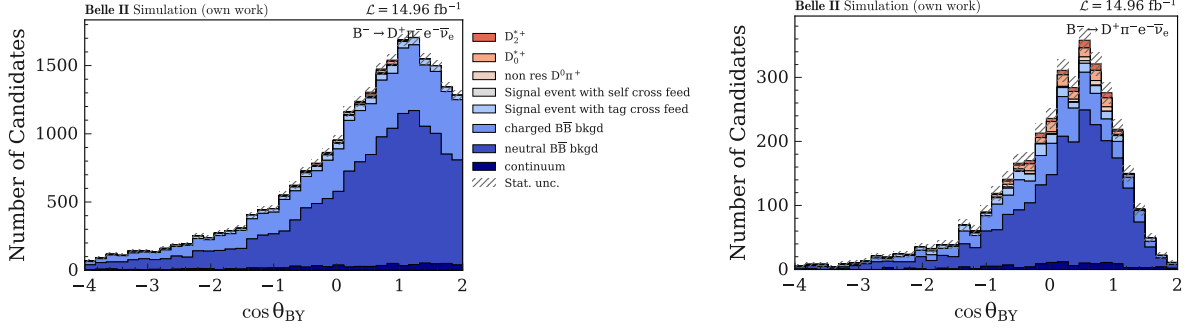 Belle II Simulation (own work) ℒ = 14.96 fb⁻¹
B⁻ → D⁺π⁻e⁻ν̅ₑ
Number of Candidates
1500
1000
500
0
−4 −3 −2 −1 0 1 2
cos θ_BY
D₂*⁺
D₀*⁺
non res D⁰π⁺
Signal event with self cross feed
Signal event with tag cross feed
charged BB̅ bkgd
neutral BB̅ bkgd
continuum
Stat. unc.
Belle II Simulation (own work) ℒ = 14.96 fb⁻¹
B⁻ → D⁺π⁻e⁻ν̅ₑ
Number of Candidates
300
200
100
0
−4 −3 −2 −1 0 1 2
cos θ_BY